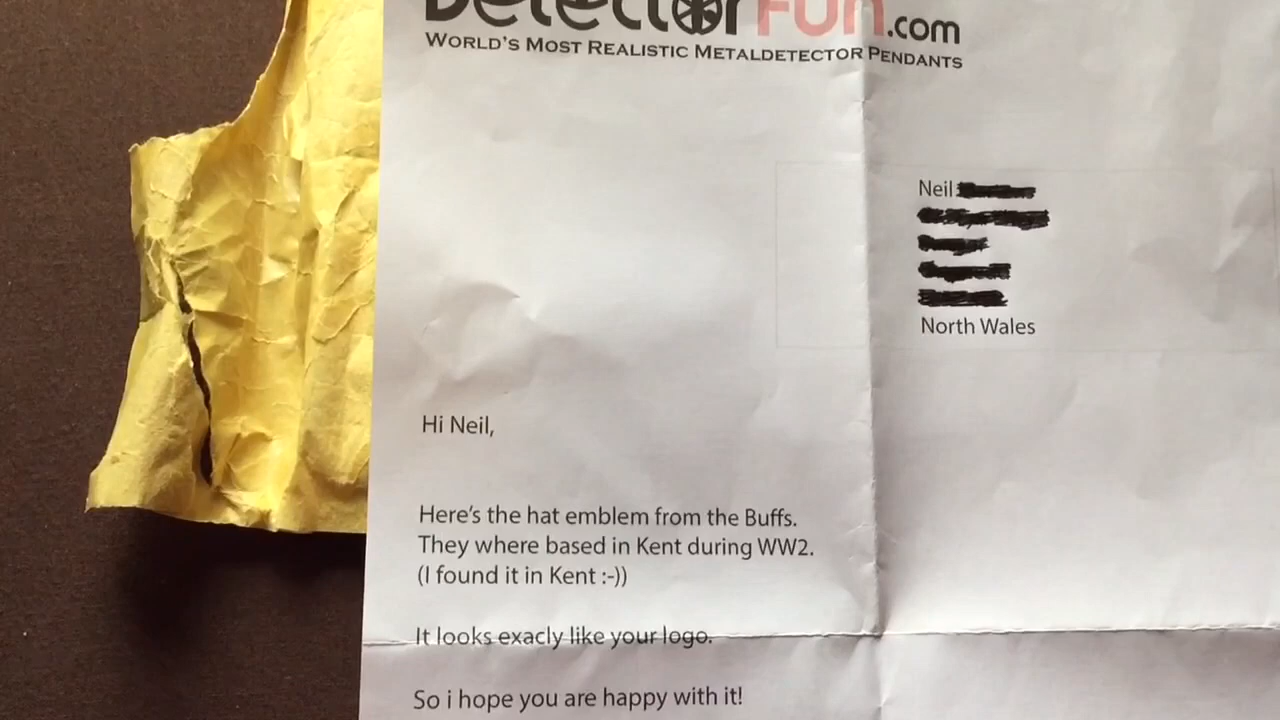 DetectorFun.com
World's Most Realistic Metaldetector Pendants
Neil
North Wales
Hi Neil,
Here's the hat emblem from the Buffs.
They where based in Kent during WW2.
(I found it in Kent :-))
It looks exacly like your logo.
So i hope you are happy with it!